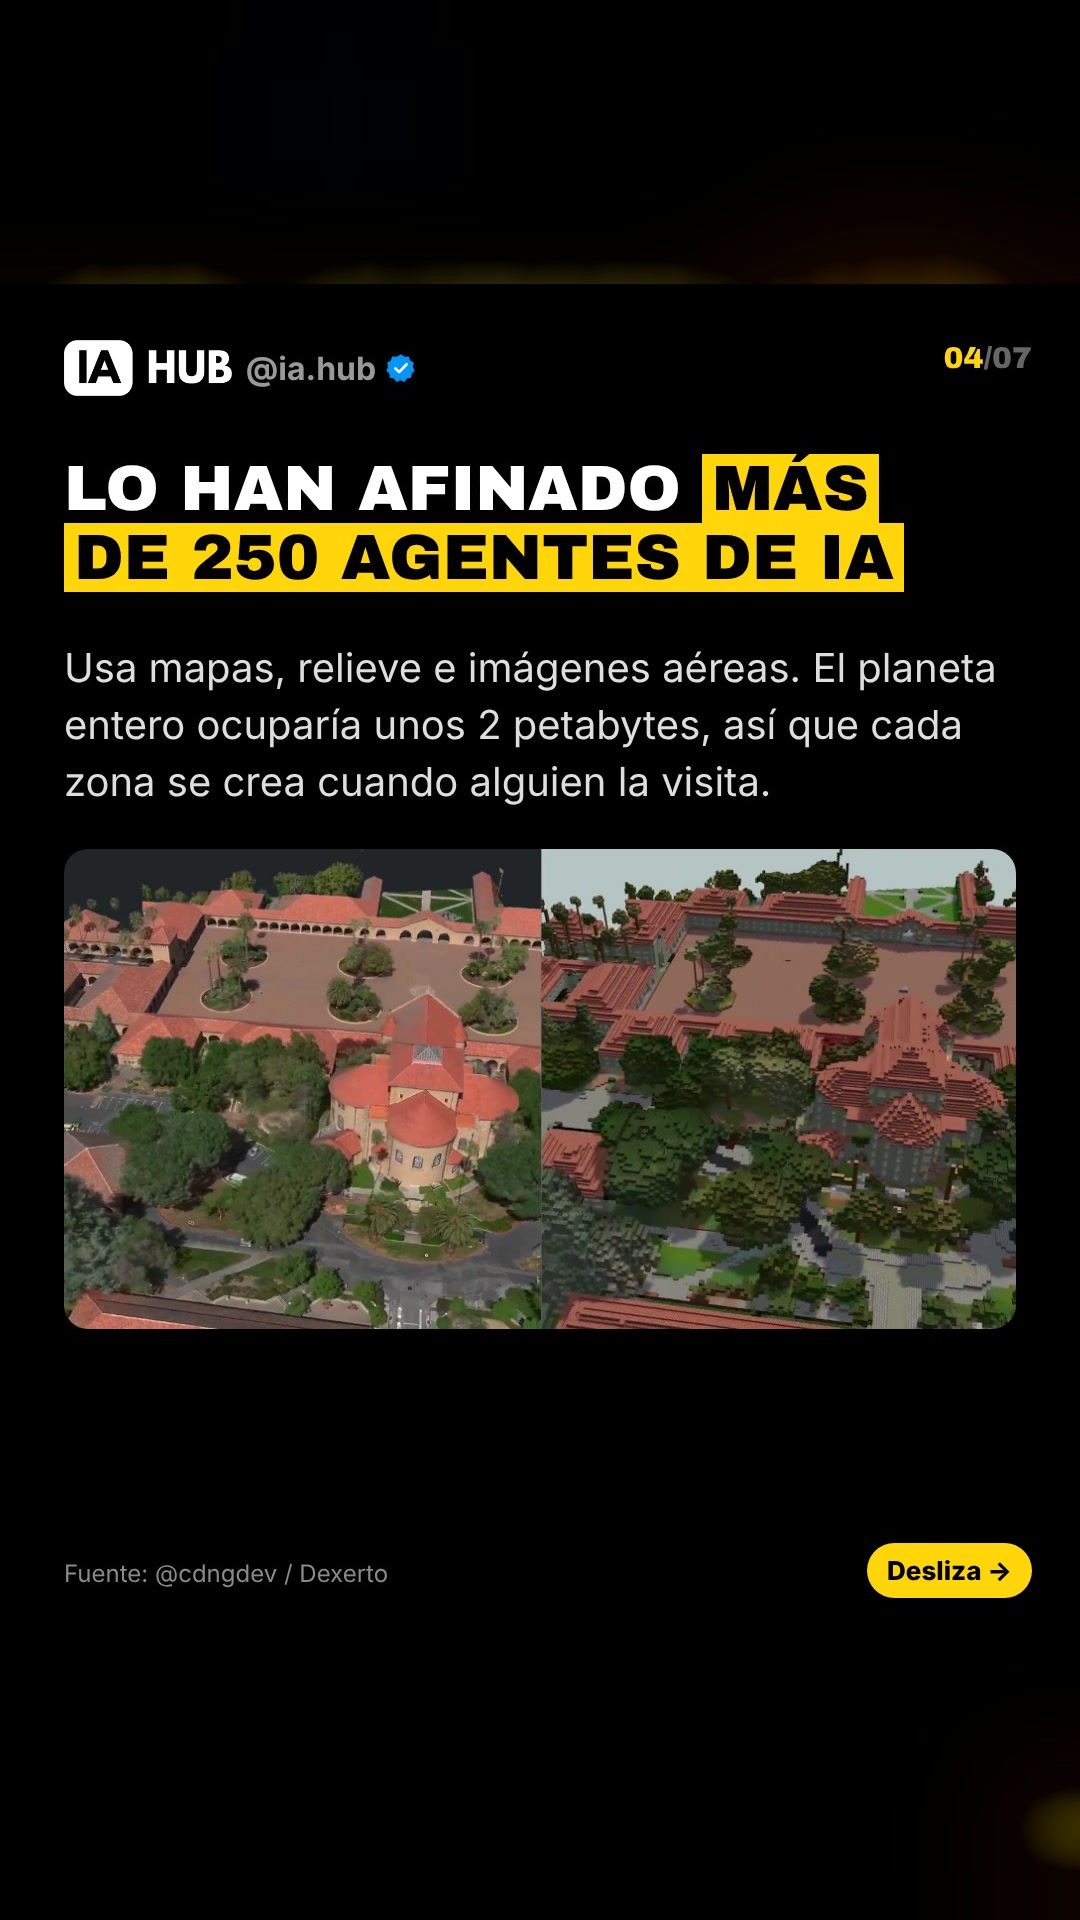 IA HUB @ia.hub
04/07
LO HAN AFINADO MÁS
DE 250 AGENTES DE IA
Usa mapas, relieve e imágenes aéreas. El planeta
entero ocuparía unos 2 petabytes, así que cada
zona se crea cuando alguien la visita.
Fuente: @cdngdev / Dexerto
Desliza →